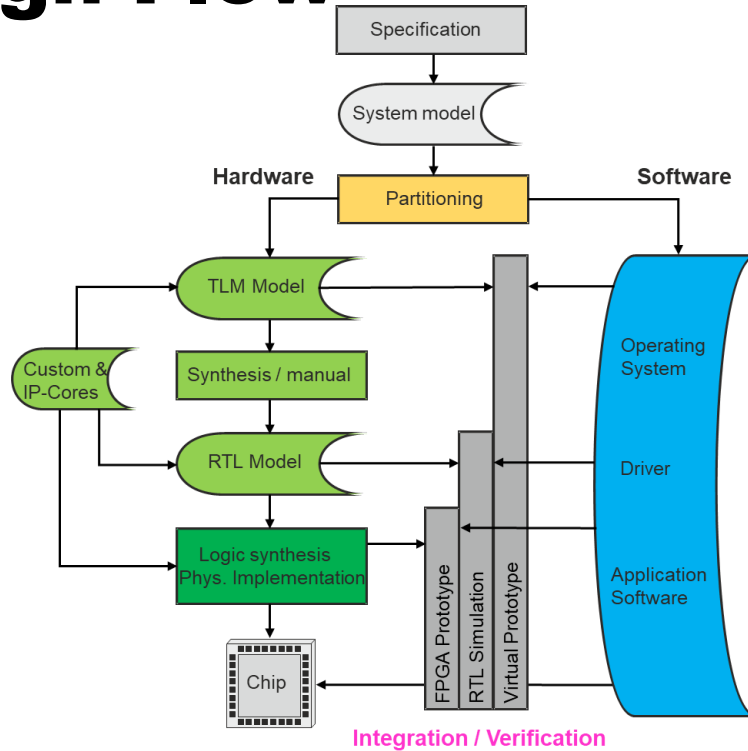 Specification
System model
Hardware
Software
Partitioning
TLM Model
Custom &
IP-Cores
Synthesis / manual
Operating
System
RTL Model
Driver
Logic synthesis
Phys. Implementation
Application
Software
FPGA Prototype
RTL Simulation
Virtual Prototype
Chip
Integration / Verification